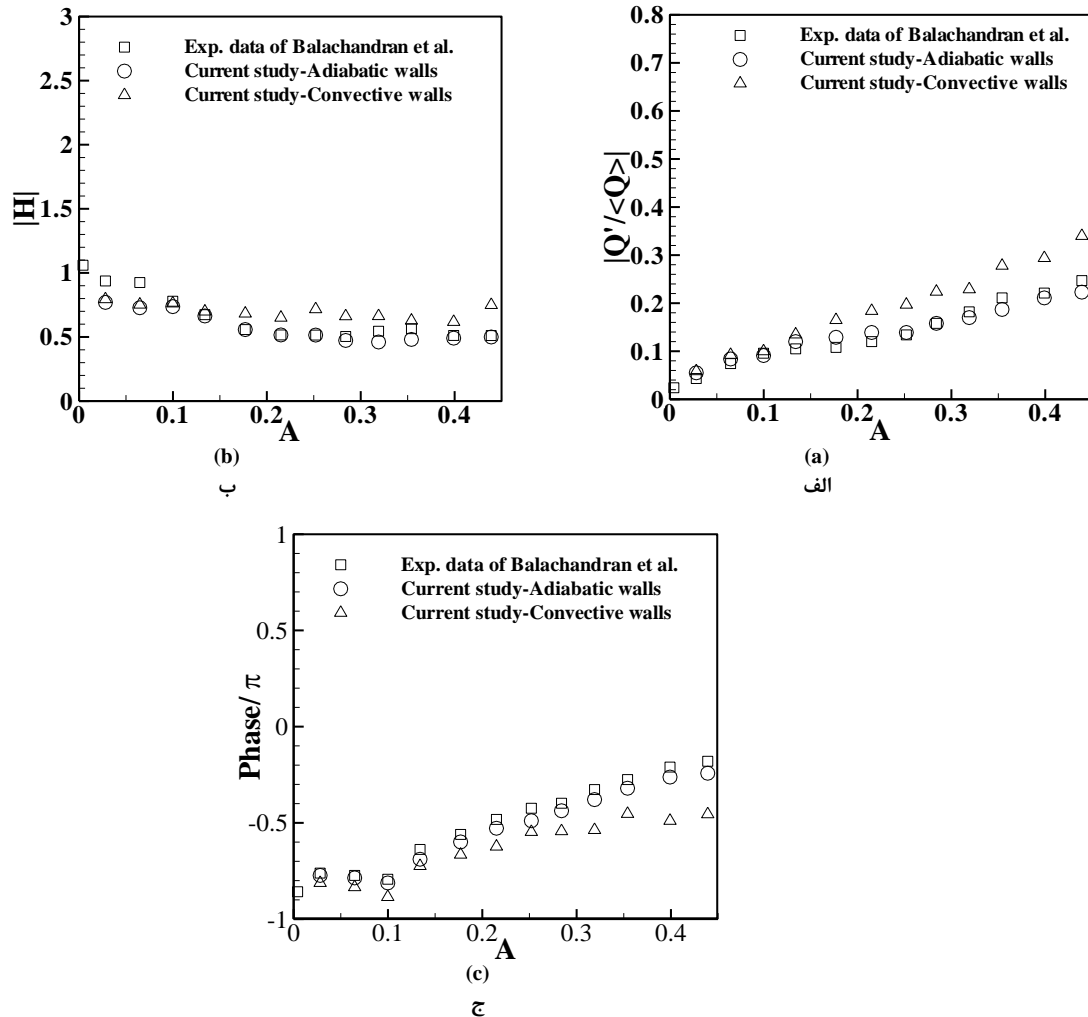 3
2.5
2
1.5
1
0.5
0
|H|
Exp. data of Balachandran et al.
Current study-Adiabatic walls
Current study-Convective walls
0 0.1 0.2 0.3 0.4
A
(b)
ب
0.8
0.7
0.6
0.5
0.4
0.3
0.2
0.1
0
|Q'/<Q>|
Exp. data of Balachandran et al.
Current study-Adiabatic walls
Current study-Convective walls
0 0.1 0.2 0.3 0.4
A
(a)
الف
1
0.5
0
-0.5
-1
Phase/ π
Exp. data of Balachandran et al.
Current study-Adiabatic walls
Current study-Convective walls
0 0.1 0.2 0.3 0.4
A
(c)
ج